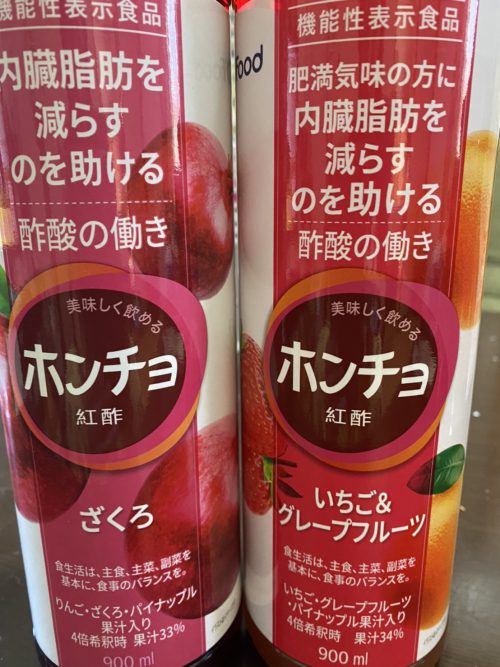 機能性表示食品
内臓脂肪を
減らす
のを助ける
酢酸の働き
美味しく飲める
ホンチョ
紅酢
ざくろ
食生活は、主食、主菜、副菜を
基本に、食事のバランスを。
りんご・ざくろ・パイナップル
果汁入り
4倍希釈時 果汁33%
900 ml
food
機能性表示食品
肥満気味の方に
内臓脂肪を
減らす
のを助ける
酢酸の働き
美味しく飲める
ホンチョ
紅酢
いちご&
グレープフルーツ
食生活は、主食、主菜、副菜を
基本に、食事のバランスを。
いちご・グレープフルーツ
・パイナップル果汁入り
4倍希釈時 果汁34%
900 ml